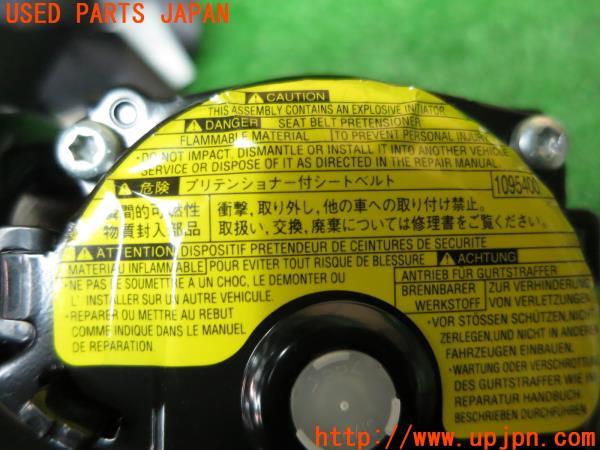 USED PARTS JAPAN
⚠CAUTION
THIS ASSEMBLY CONTAINS AN EXPLOSIVE INITIATOR.
⚠DANGER SEAT BELT PRETENSIONER
FLAMMABLE MATERIAL TO PREVENT PERSONAL INJURY
・DO NOT IMPACT, DISMANTLE OR INSTALL IT INTO ANOTHER VEHICLE
SERVICE OR DISPOSE OF IT AS DIRECTED IN THE REPAIR MANUAL.
⚠危険 プリテンショナー付シートベルト 1095400
瞬間的可燃性 衝撃, 取り外し, 他の車への取り付け禁止。
物質封入部品 取扱い, 交換, 廃棄については修理書をご覧ください。
⚠ATTENTION DISPOSITIF PRETENDEUR DE CEINTURES DE SECURITE
MATERIAU INFLAMMABLE POUR EVITER TOUT RISQUE DE BLESSURE
・NE PAS DE SOUMETTRE A UN CHOC, LE DEMONTER OU
L'INSTALLER SUR UN AUTRE VEHICULE.
・REPARER OU METTRE AU REBUT
COMME INDIQUE DANS LE MANUEL
DE REPARATION.
⚠ACHTUNG
ANTRIEB FÜR GURTSTRAFFER
BRENNBARER ZUR VERHINDERUNG
WERKSTOFF VON VERLETZUNGEN
・VOR STÖSSEN SCHÜTZEN, NICHT
ZERLEGEN, UND NICHT IN ANDEREN
FAHRZEUGEN EINBAUEN.
・WARTUNG ODER VERSCHROTTUNG
DES GURTSTRAFFER WIE IM
REPARATUR HANDBUCH
BESCHRIEBEN DURCHFÜHREN.
http://www.upjpn.com/